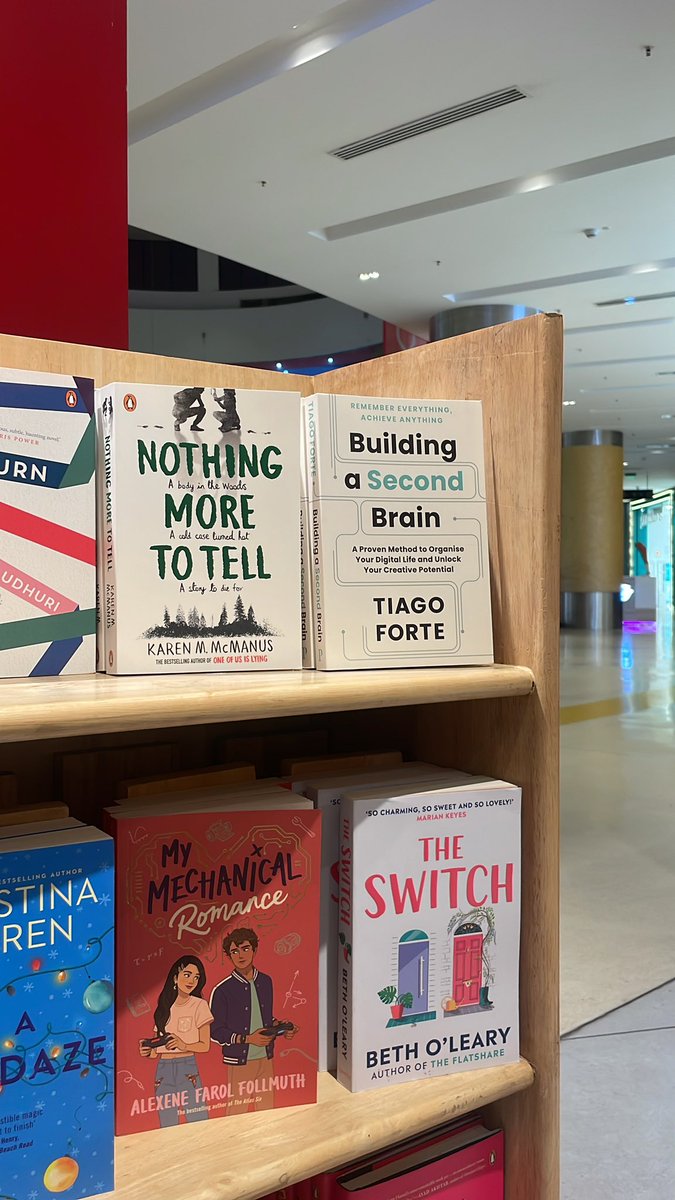 URN
UDHURI
NOTHING MORE TO TELL
KAREN M. McMANUS
NOTHING
A body in the woods
MORE
A cold case turned hot
TO TELL
A story to die for
KAREN M. McMANUS
THE BESTSELLING AUTHOR OF ONE OF US IS LYING
TIAGO FORTE
Building a Second Brain
Building a Second Brain
REMEMBER EVERYTHING,
ACHIEVE ANYTHING
Building
a Second
Brain
A Proven Method to Organise
Your Digital Life and Unlock
Your Creative Potential
TIAGO
FORTE
BESTSELLING AUTHOR
STINA
REN
A
DAZE
MY
MECHANICAL
Romance
ALEXENE FAROL FOLLMUTH
The bestselling author of The Atlas Six
THE SWITCH
BETH O'LEARY
'SO CHARMING, SO SWEET AND SO LOVELY!'
MARIAN KEYES
THE
SWITCH
BETH O'LEARY
AUTHOR OF THE FLATSHARE